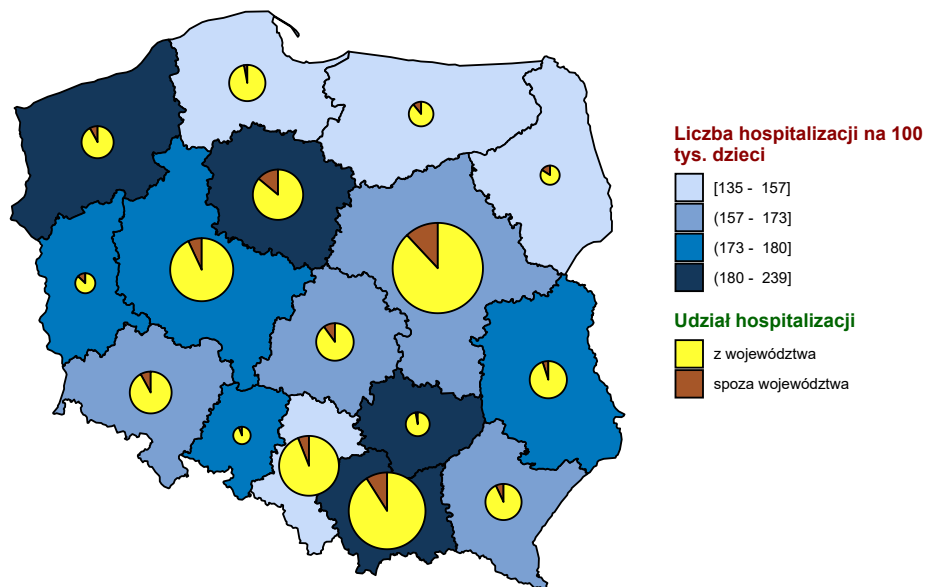 Liczba hospitalizacji na 100
tys. dzieci
[135 - 157]
(157 - 173]
(173 - 180]
(180 - 239]
Udział hospitalizacji
z województwa
spoza województwa